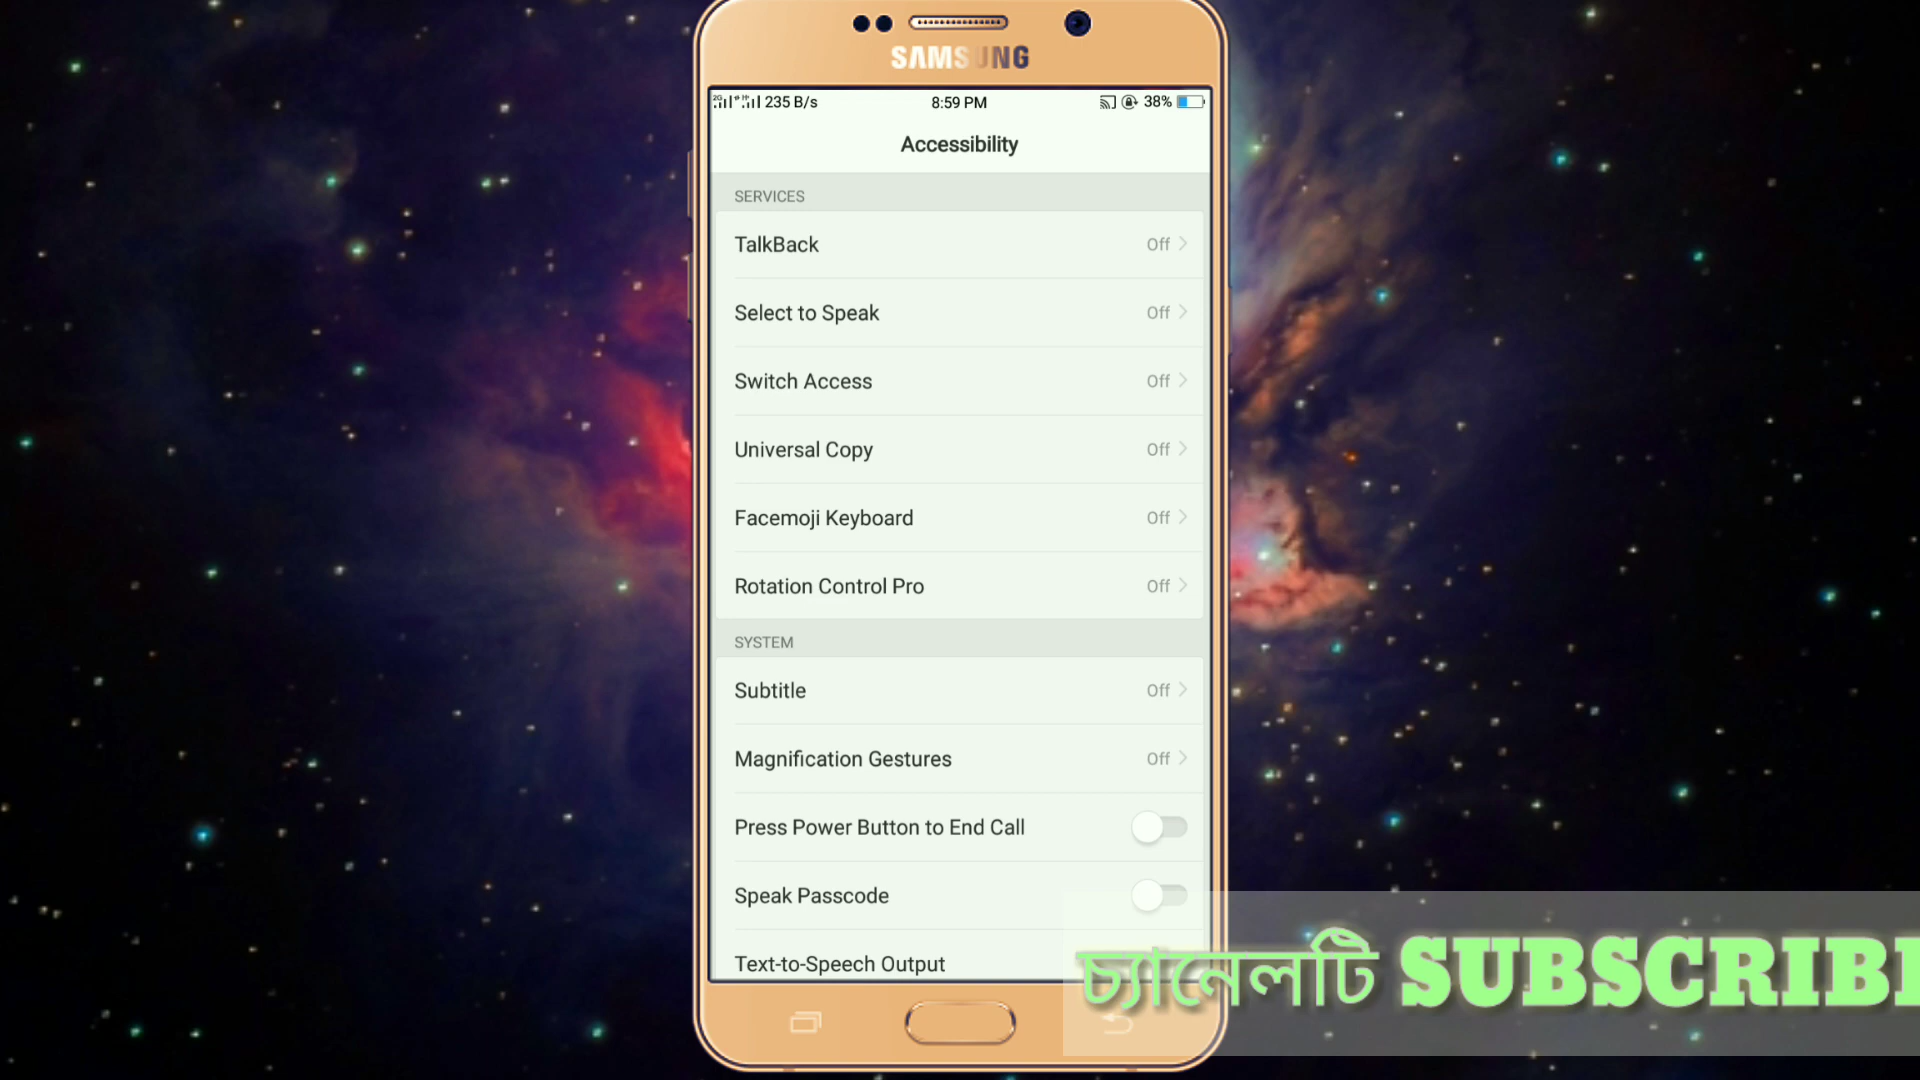 SAMSUNG
2G 235 B/s 8:59 PM 38%
Accessibility
SERVICES
TalkBack Off
Select to Speak Off
Switch Access Off
Universal Copy Off
Facemoji Keyboard Off
Rotation Control Pro Off
SYSTEM
Subtitle Off
Magnification Gestures Off
Press Power Button to End Call
Speak Passcode
Text-to-Speech Output
চ্যানেলটি SUBSCRIB